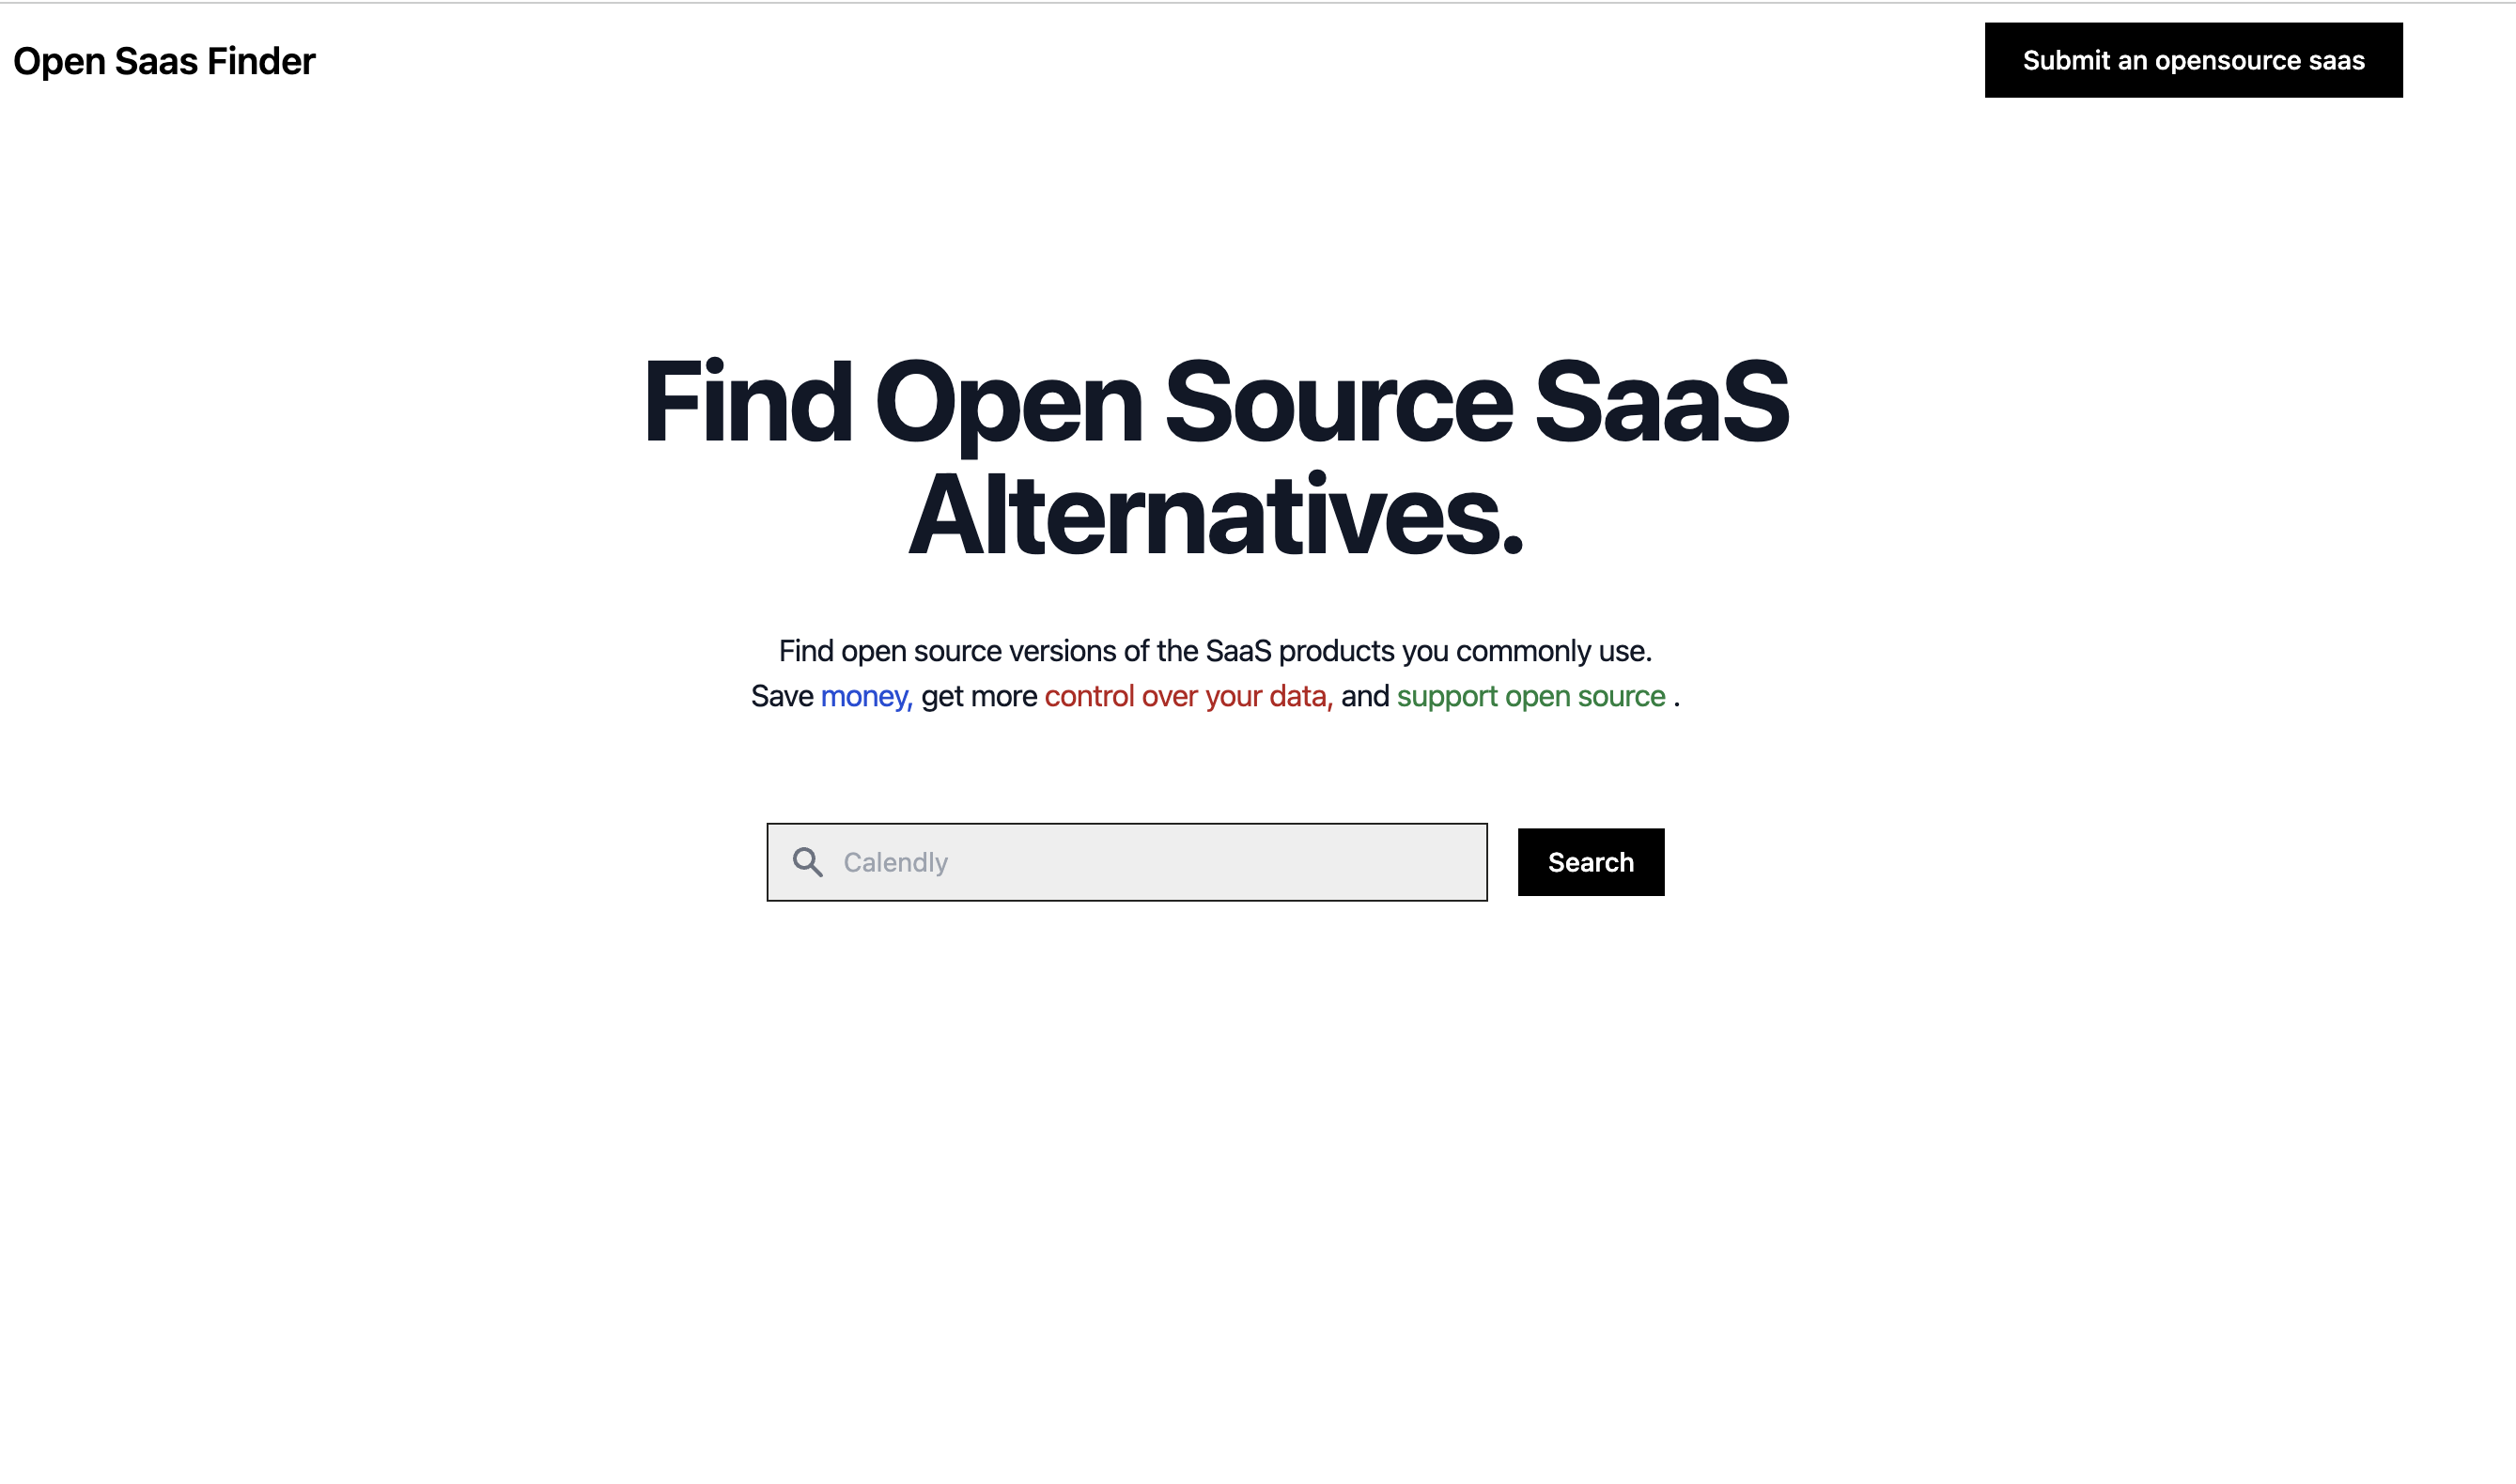 Open Saas Finder
Submit an opensource saas
Find Open Source SaaS
Alternatives.
Find open source versions of the SaaS products you commonly use.
Save money, get more control over your data, and support open source .
Calendly
Search